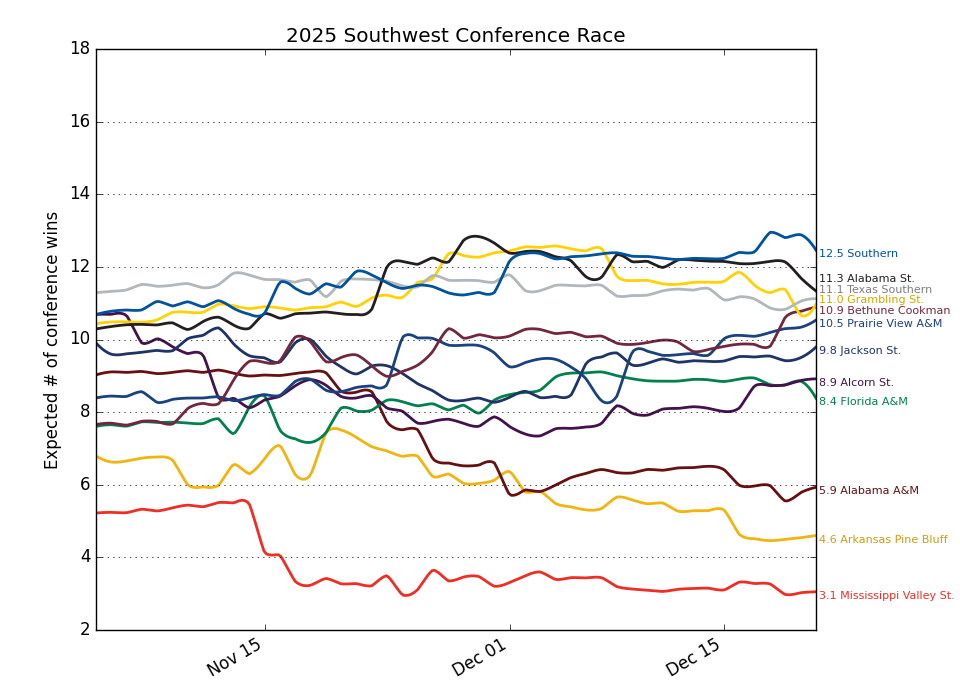 2025 Southwest Conference Race
Expected # of conference wins
18
16
14
12
10
8
6
4
2
Nov 15
Dec 01
Dec 15
12.5 Southern
11.3 Alabama St.
11.1 Texas Southern
11.0 Grambling St.
10.9 Bethune Cookman
10.5 Prairie View A&M
9.8 Jackson St.
8.9 Alcorn St.
8.4 Florida A&M
5.9 Alabama A&M
4.6 Arkansas Pine Bluff
3.1 Mississippi Valley St.